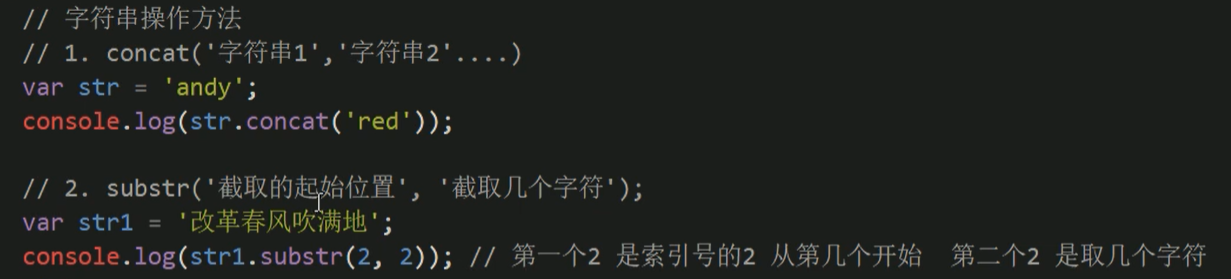 // 字符串操作方法
// 1. concat('字符串1','字符串2'....)
var str = 'andy';
console.log(str.concat('red'));
// 2. substr('截取的起始位置', '截取几个字符');
var str1 = '改革春风吹满地';
console.log(str1.substr(2, 2)); // 第一个2 是索引号的2 从第几个开始  第二个2 是取几个字符